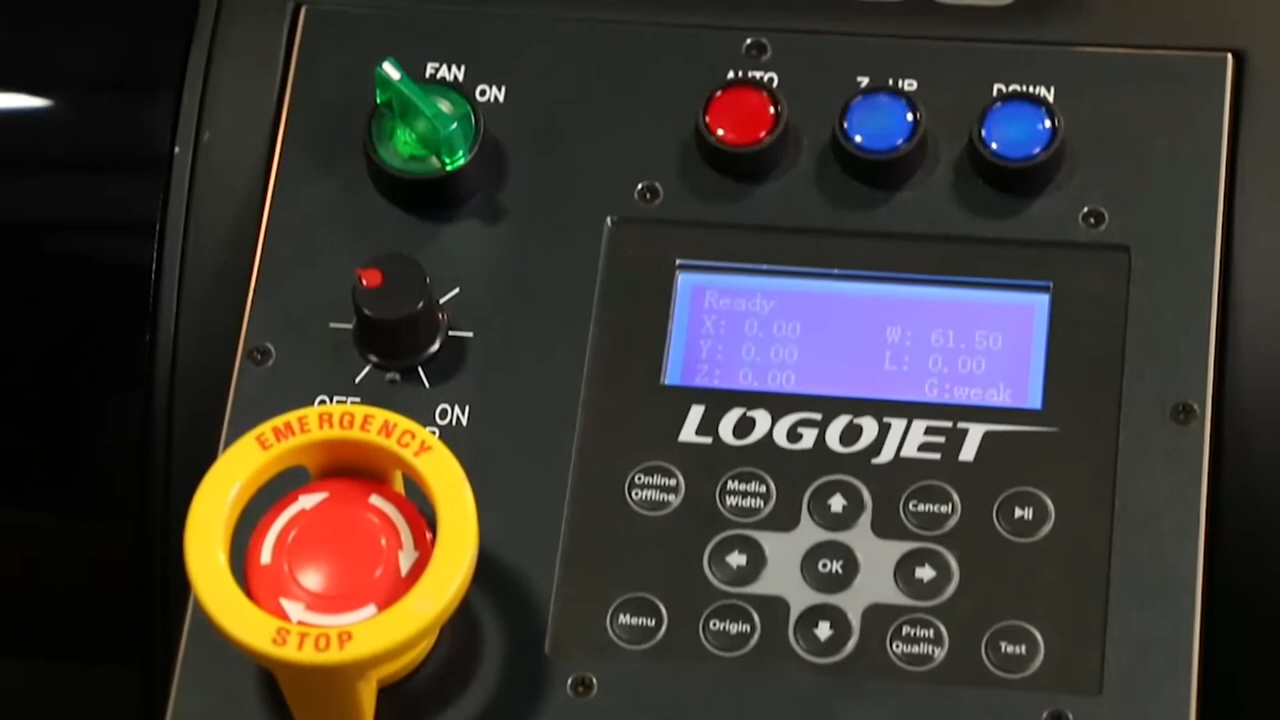 FAN
ON
AUTO
Z UP
DOWN
OFF
ON
EMERGENCY
STOP
Ready
X: 0.00
W: 61.50
Y: 0.00
L: 0.00
Z: 0.00
G:weak
LOGOJET
Online
Offline
Media
Width
Cancel
OK
Menu
Origin
Print
Quality
Test